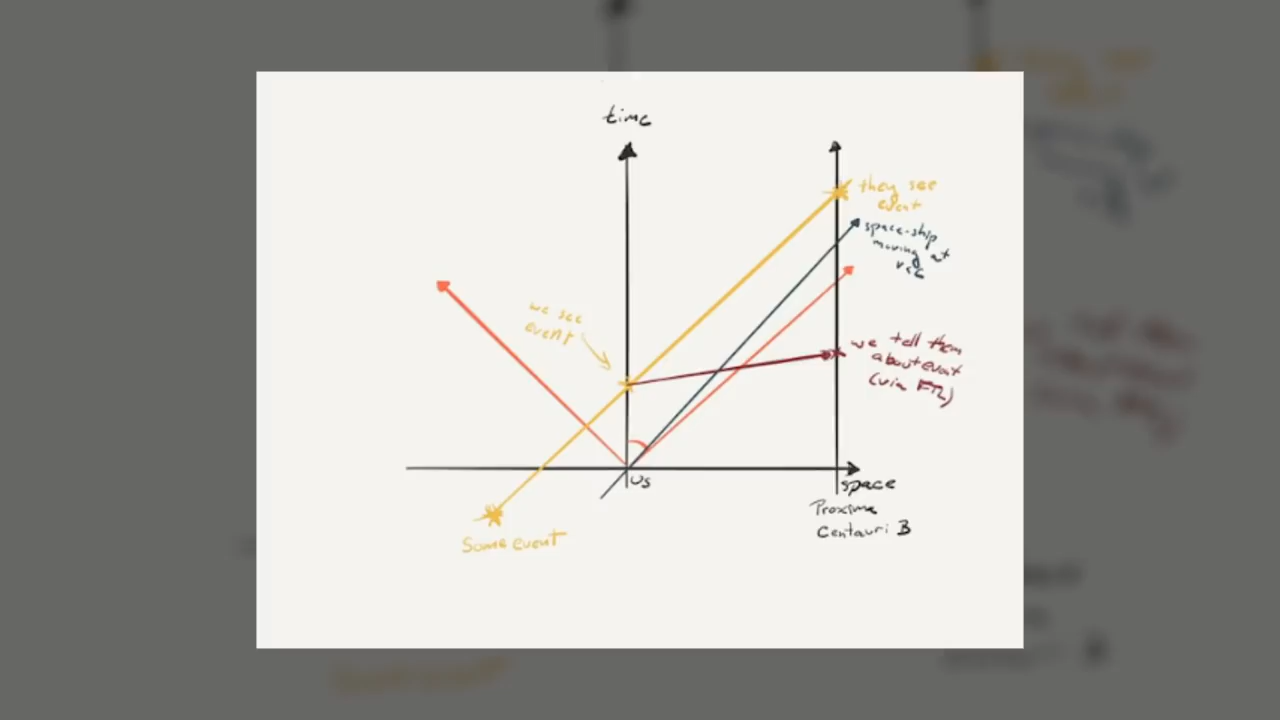 time
they see
event
space-ship
moving at
v<c
we see
event
we tell them
about event
(via FTL)
us
space
Proxima
Centauri B
Some event